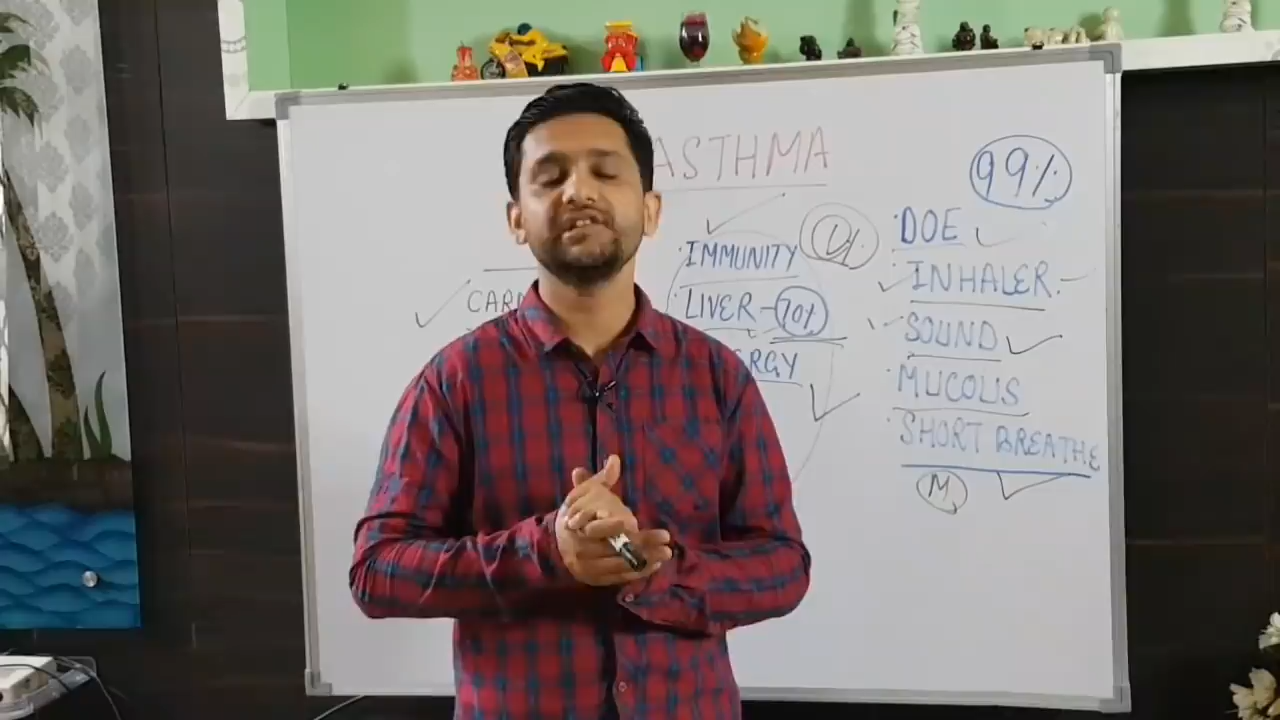 ASTHMA
99%
IMMUNITY
LIVER - 70%
DOE
INHALER
SOUND
MUCOUS
SHORT BREATHE
M